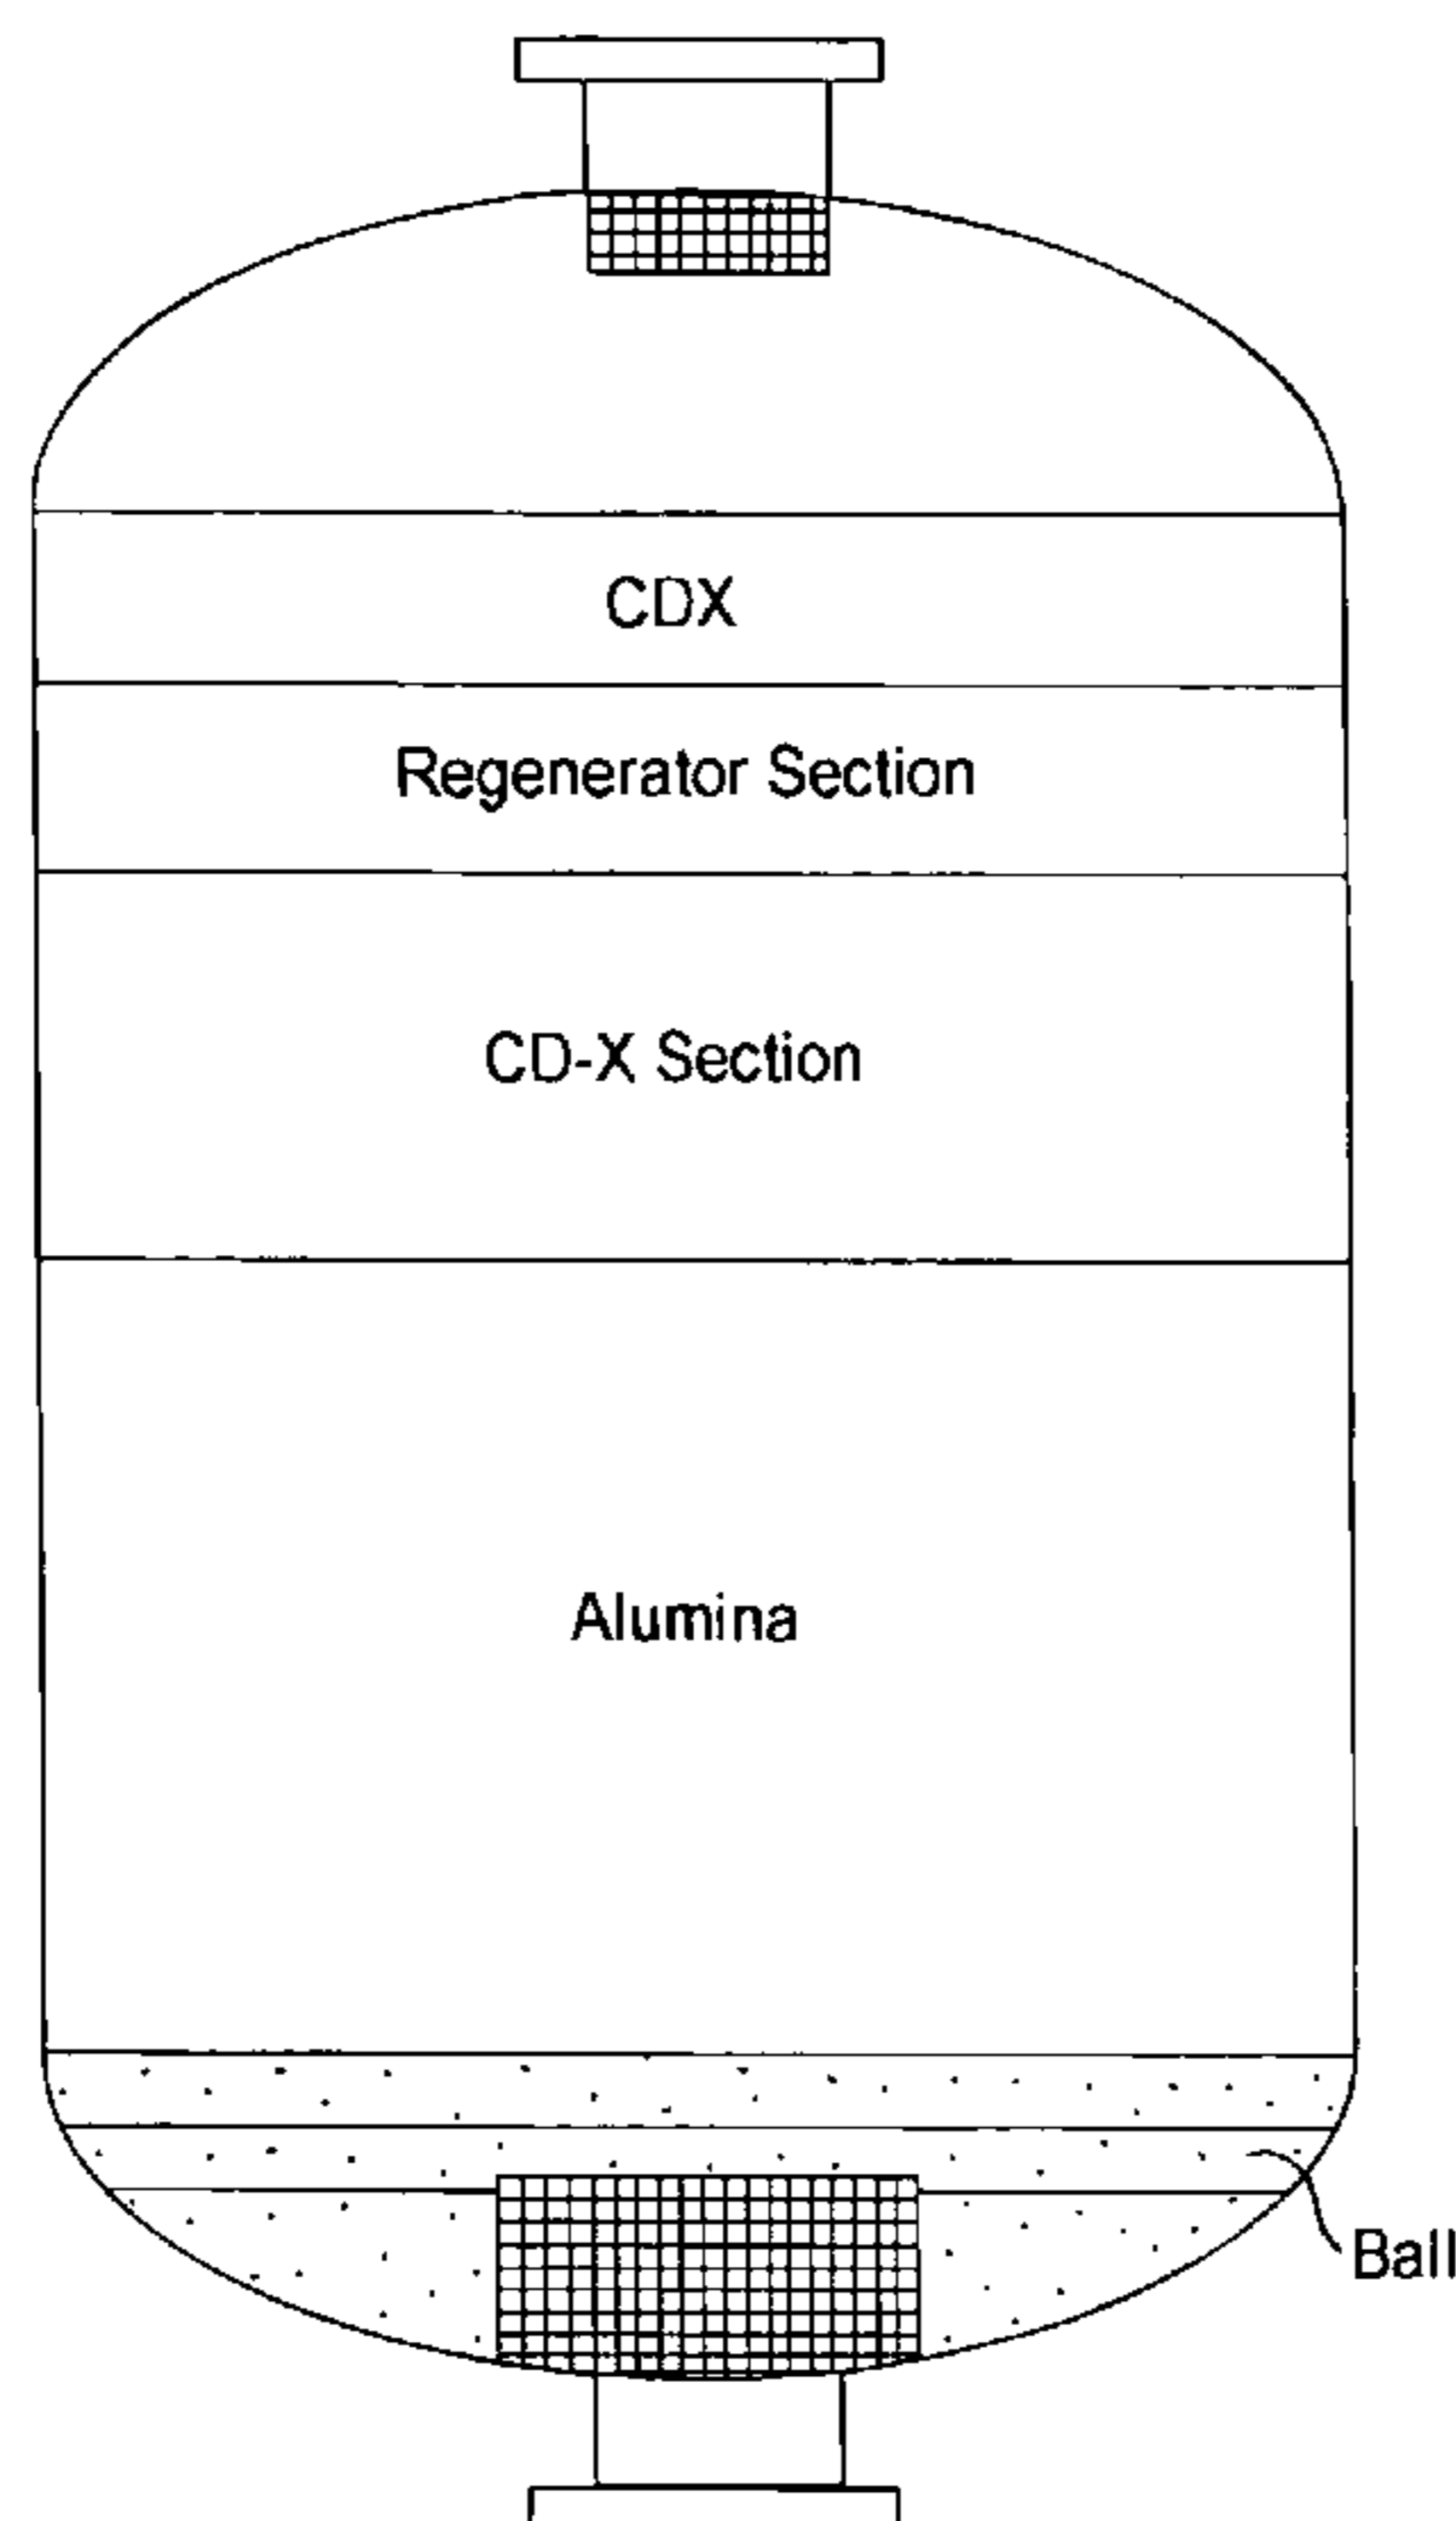 CDX
Regenerator Section
CD-X Section
Alumina
Ball